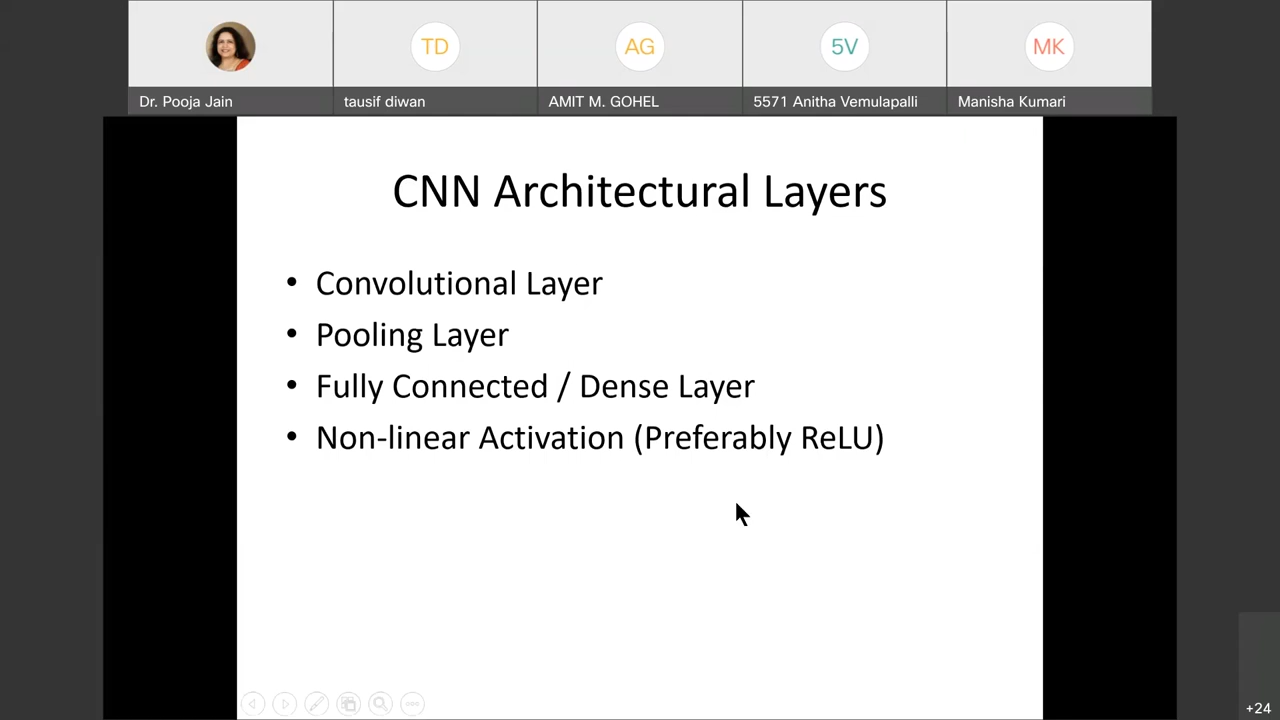 TD
AG
5V
MK
Dr. Pooja Jain
tausif diwan
AMIT M. GOHEL
5571 Anitha Vemulapalli
Manisha Kumari
CNN Architectural Layers
• Convolutional Layer
• Pooling Layer
• Fully Connected / Dense Layer
• Non-linear Activation (Preferably ReLU)
+24